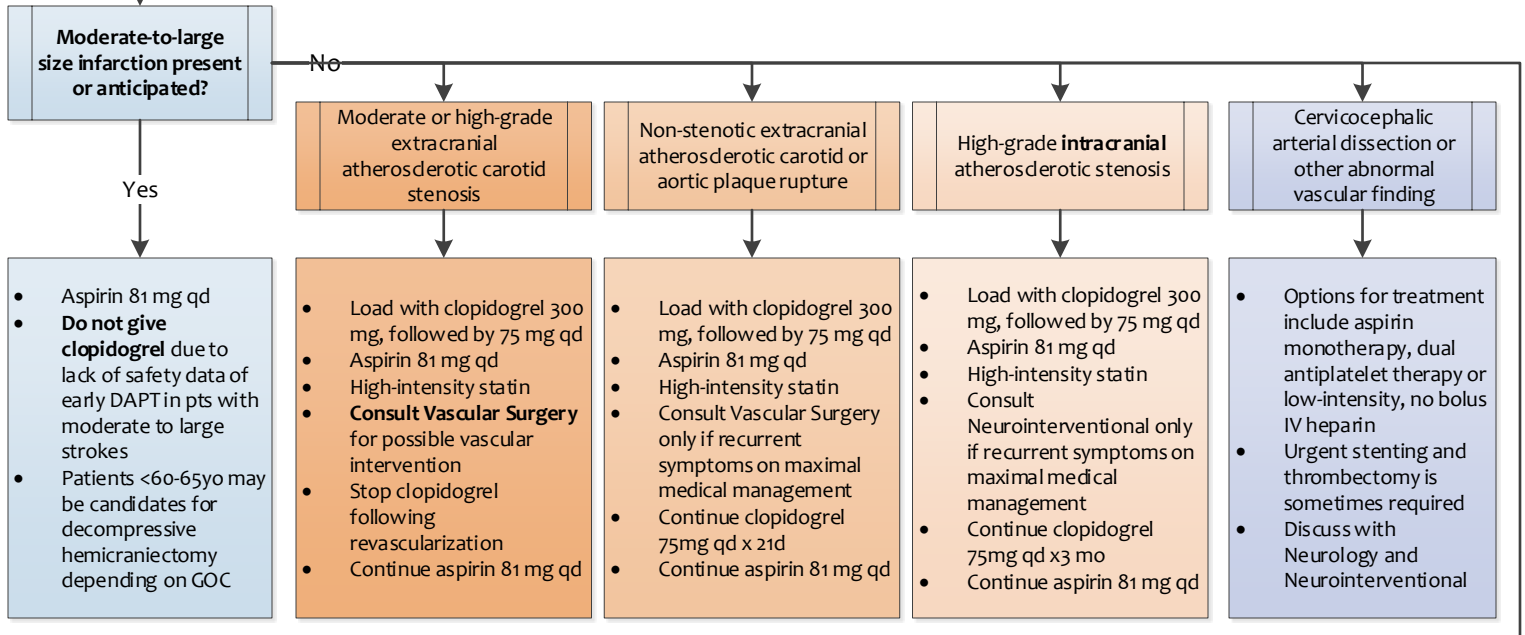 Moderate-to-large
size infarction present
or anticipated?
No
Yes
Moderate or high-grade
extracranial
atherosclerotic carotid
stenosis
Non-stenotic extracranial
atherosclerotic carotid or
aortic plaque rupture
High-grade intracranial
atherosclerotic stenosis
Cervicocephalic
arterial dissection or
other abnormal
vascular finding
• Aspirin 81 mg qd
• Do not give
clopidogrel due to
lack of safety data of
early DAPT in pts with
moderate to large
strokes
• Patients <60-65yo may
be candidates for
decompressive
hemicraniectomy
depending on GOC
• Load with clopidogrel 300
mg, followed by 75 mg qd
• Aspirin 81 mg qd
• High-intensity statin
• Consult Vascular Surgery
for possible vascular
intervention
• Stop clopidogrel
following
revascularization
• Continue aspirin 81 mg qd
• Load with clopidogrel 300
mg, followed by 75 mg qd
• Aspirin 81 mg qd
• High-intensity statin
• Consult Vascular Surgery
only if recurrent
symptoms on maximal
medical management
• Continue clopidogrel
75mg qd x 21d
• Continue aspirin 81 mg qd
• Load with clopidogrel 300
mg, followed by 75 mg qd
• Aspirin 81 mg qd
• High-intensity statin
• Consult
Neurointerventional only
if recurrent symptoms on
maximal medical
management
• Continue clopidogrel
75mg qd x3 mo
• Continue aspirin 81 mg qd
• Options for treatment
include aspirin
monotherapy, dual
antiplatelet therapy or
low-intensity, no bolus
IV heparin
• Urgent stenting and
thrombectomy is
sometimes required
• Discuss with
Neurology and
Neurointerventional